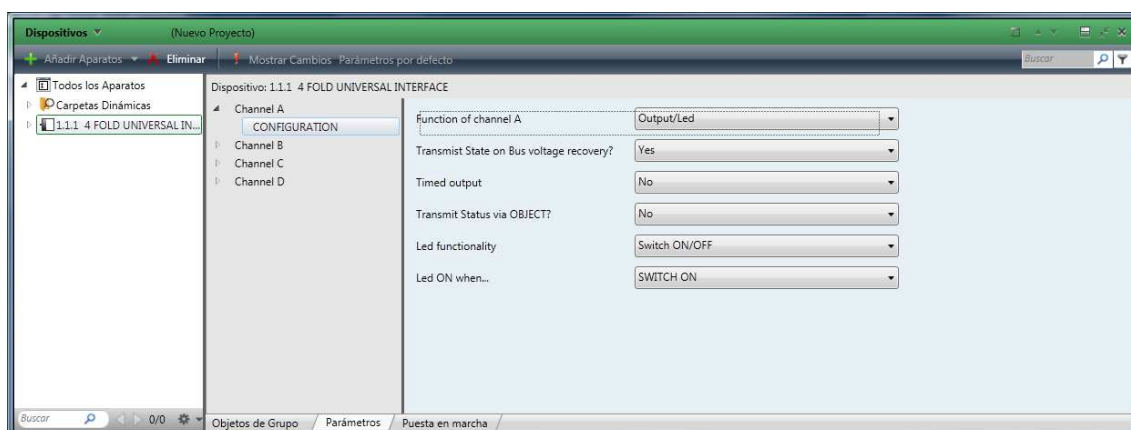 Dispositivos (Nuevo Proyecto)
Añadir Aparatos Eliminar Mostrar Cambios Parámetros por defecto Buscar
Todos los Aparatos
Carpetas Dinámicas
1.1.1 4 FOLD UNIVERSAL IN...
Dispositivo: 1.1.1 4 FOLD UNIVERSAL INTERFACE
Channel A
CONFIGURATION
Channel B
Channel C
Channel D
Function of channel A Output/Led
Transmist State on Bus voltage recovery? Yes
Timed output No
Transmit Status via OBJECT? No
Led functionality Switch ON/OFF
Led ON when... SWITCH ON
Buscar 0/0
Objetos de Grupo Parámetros Puesta en marcha